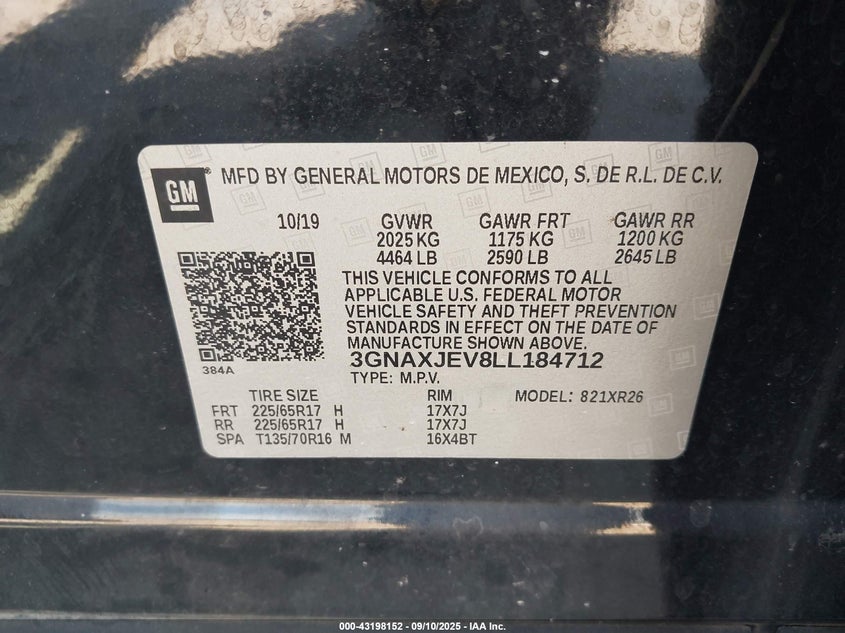 GM MFD BY GENERAL MOTORS DE MEXICO, S. DE R.L. DE C.V.
10/19 GVWR GAWR FRT GAWR RR
2025 KG 1175 KG 1200 KG
4464 LB 2590 LB 2645 LB
THIS VEHICLE CONFORMS TO ALL
APPLICABLE U.S. FEDERAL MOTOR
VEHICLE SAFETY AND THEFT PREVENTION
STANDARDS IN EFFECT ON THE DATE OF
MANUFACTURE SHOWN ABOVE.
3GNAXJEV8LL184712
384A
TYPE: M.P.V.
TIRE SIZE RIM MODEL: 821XR26
FRT 225/65R17 H 17X7J
RR 225/65R17 H 17X7J
SPA T135/70R16 M 16X4BT
000-43198152 - 09/10/2025 - IAA Inc.